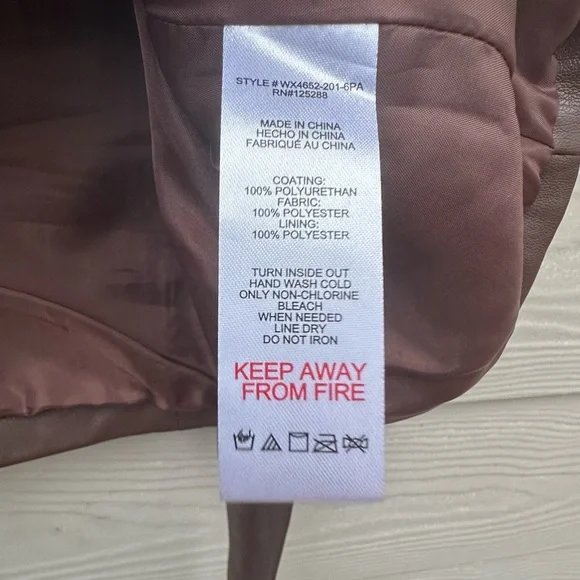 STYLE # WX4652-201-6PA
RN#125288
MADE IN CHINA
HECHO IN CHINA
FABRIQUÉ AU CHINA
COATING:
100% POLYURETHAN
FABRIC:
100% POLYESTER
LINING:
100% POLYESTER
TURN INSIDE OUT
HAND WASH COLD
ONLY NON-CHLORINE
BLEACH
WHEN NEEDED
LINE DRY
DO NOT IRON
KEEP AWAY
FROM FIRE